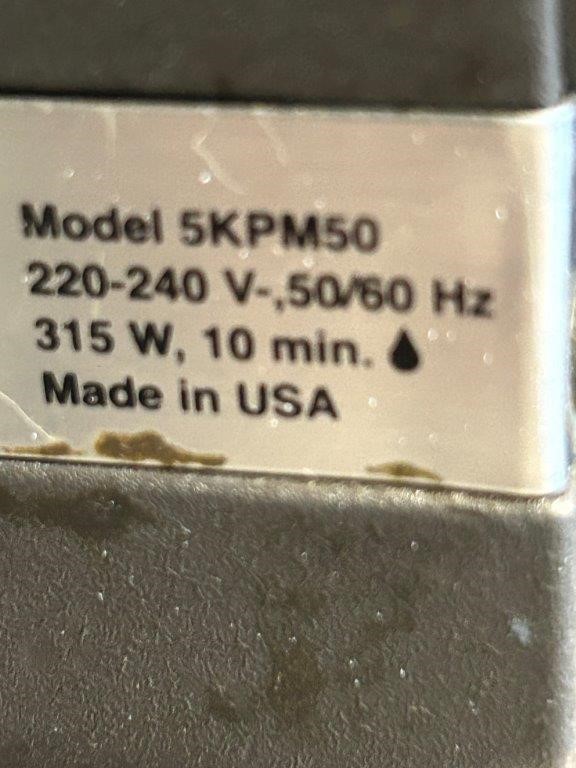 Model 5KPM50
220-240 V-,50/60 Hz
315 W, 10 min.
Made in USA